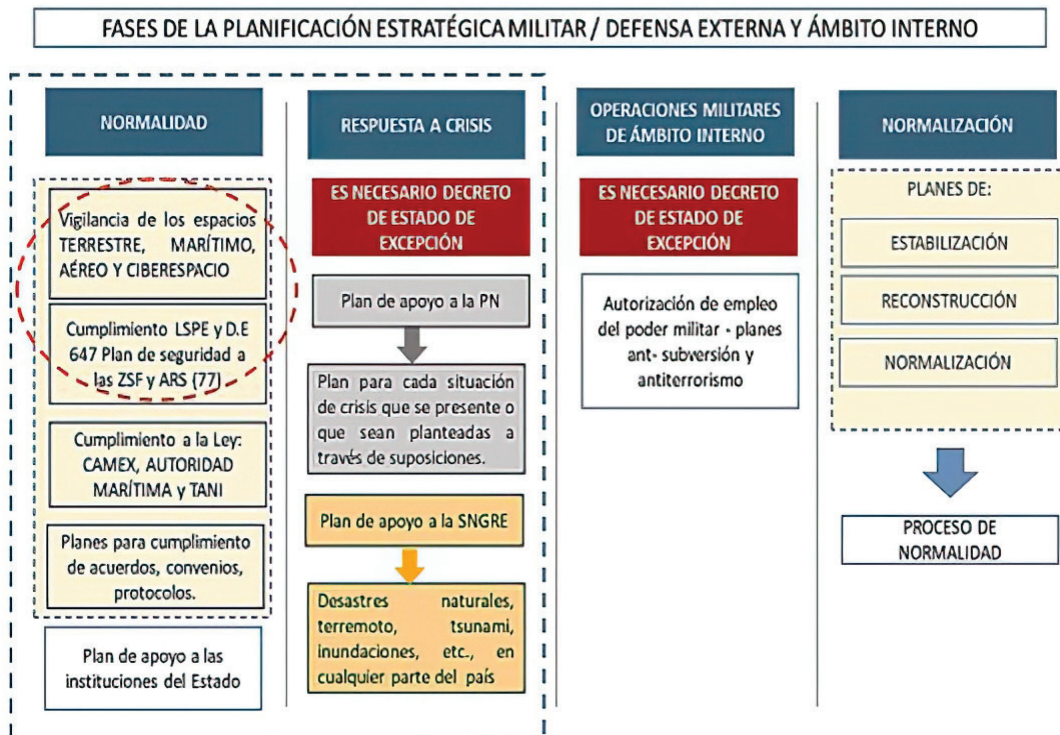 FASES DE LA PLANIFICACIÓN ESTRATÉGICA MILITAR / DEFENSA EXTERNA Y ÁMBITO INTERNO
NORMALIDAD
Vigilancia de los espacios
TERRESTRE, MARÍTIMO,
AÉREO Y CIBERESPACIO
Cumplimiento LSPE y D.E
647 Plan de seguridad a
las ZSF y ARS (77)
Cumplimiento a la Ley:
CAMEX, AUTORIDAD
MARÍTIMA y TANI
Planes para cumplimiento
de acuerdos, convenios,
protocolos.
Plan de apoyo a las
instituciones del Estado
RESPUESTA A CRISIS
ES NECESARIO DECRETO
DE ESTADO DE
EXCEPCIÓN
Plan de apoyo a la PN
Plan para cada situación
de crisis que se presente o
que sean planteadas a
través de suposiciones.
Plan de apoyo a la SNGRE
Desastres naturales,
terremoto, tsunami,
inundaciones, etc., en
cualquier parte del país
OPERACIONES MILITARES
DE ÁMBITO INTERNO
ES NECESARIO DECRETO
DE ESTADO DE
EXCEPCIÓN
Autorización de empleo
del poder militar - planes
ant- subversión y
antiterrorismo
NORMALIZACIÓN
PLANES DE:
ESTABILIZACIÓN
RECONSTRUCCIÓN
NORMALIZACIÓN
PROCESO DE
NORMALIDAD